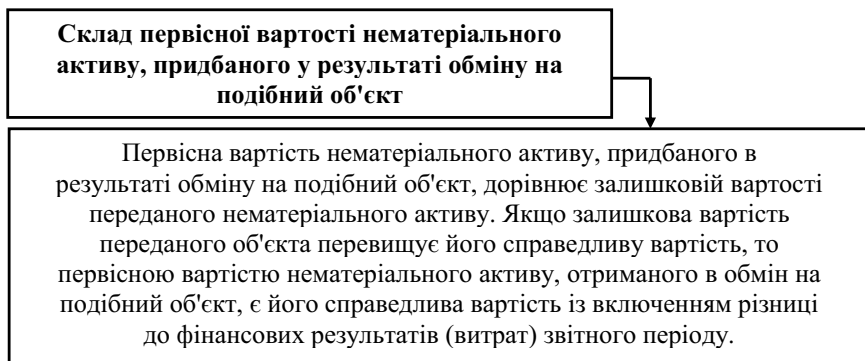 Склад первісної вартості нематеріального
активу, придбаного у результаті обміну на
подібний об'єкт
Первісна вартість нематеріального активу, придбаного в
результаті обміну на подібний об'єкт, дорівнює залишковій вартості
переданого нематеріального активу. Якщо залишкова вартість
переданого об'єкта перевищує його справедливу вартість, то
первісною вартістю нематеріального активу, отриманого в обмін на
подібний об'єкт, є його справедлива вартість із включенням різниці
до фінансових результатів (витрат) звітного періоду.